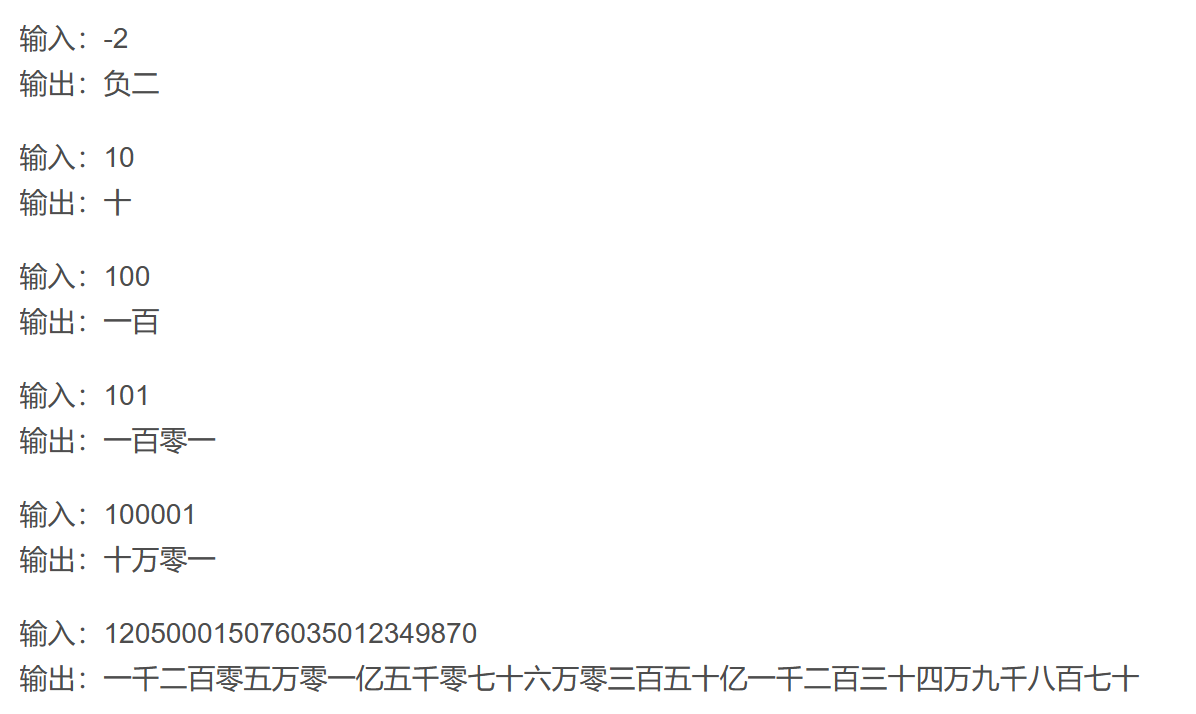 输入：-2
输出：负二
输入：10
输出：十
输入：100
输出：一百
输入：101
输出：一百零一
输入：100001
输出：十万零一
输入：120500015076035012349870
输出：一千二百零五万零一亿五千零七十六万零三百五十亿一千二百三十四万九千八百七十